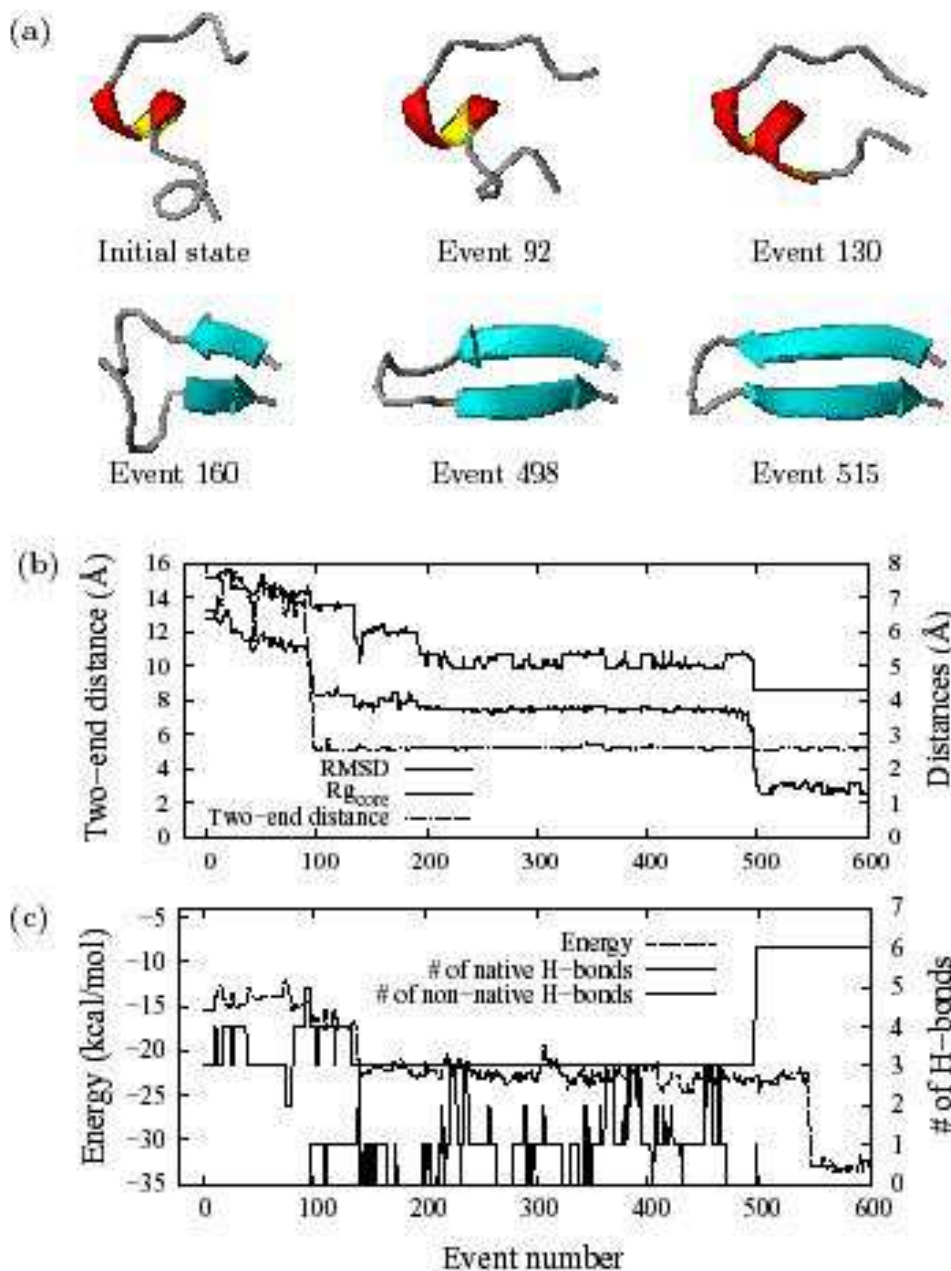 (a)
Initial state
Event 92
Event 130
Event 160
Event 498
Event 515
(b)
Two-end distance (Å)
16
14
12
10
8
6
4
2
0
RMSD
Rg_core
Two-end distance
8
7
6
5
4
3
2
1
0
Distances (Å)
0 100 200 300 400 500 600
(c)
Energy (kcal/mol)
-5
-10
-15
-20
-25
-30
-35
Energy
# of native H-bonds
# of non-native H-bonds
7
6
5
4
3
2
1
0
# of H-bonds
0 100 200 300 400 500 600
Event number